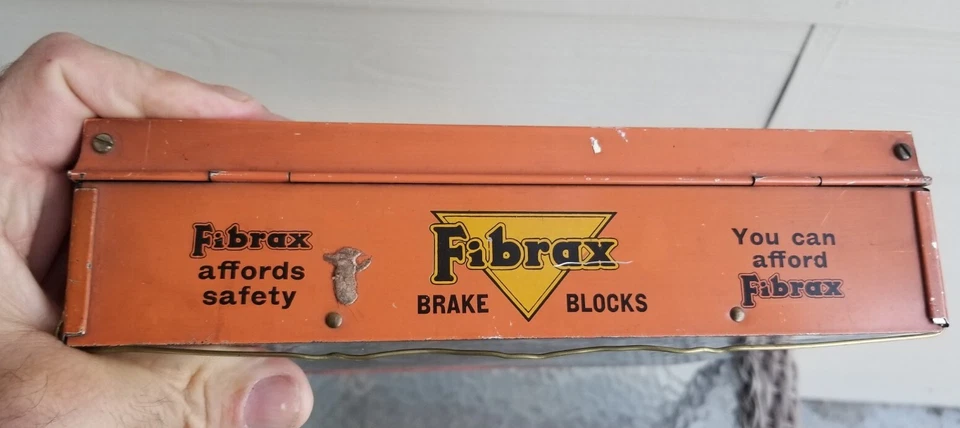 Fibrax
affords
safety
Fibrax
BRAKE BLOCKS
You can
afford
Fibrax